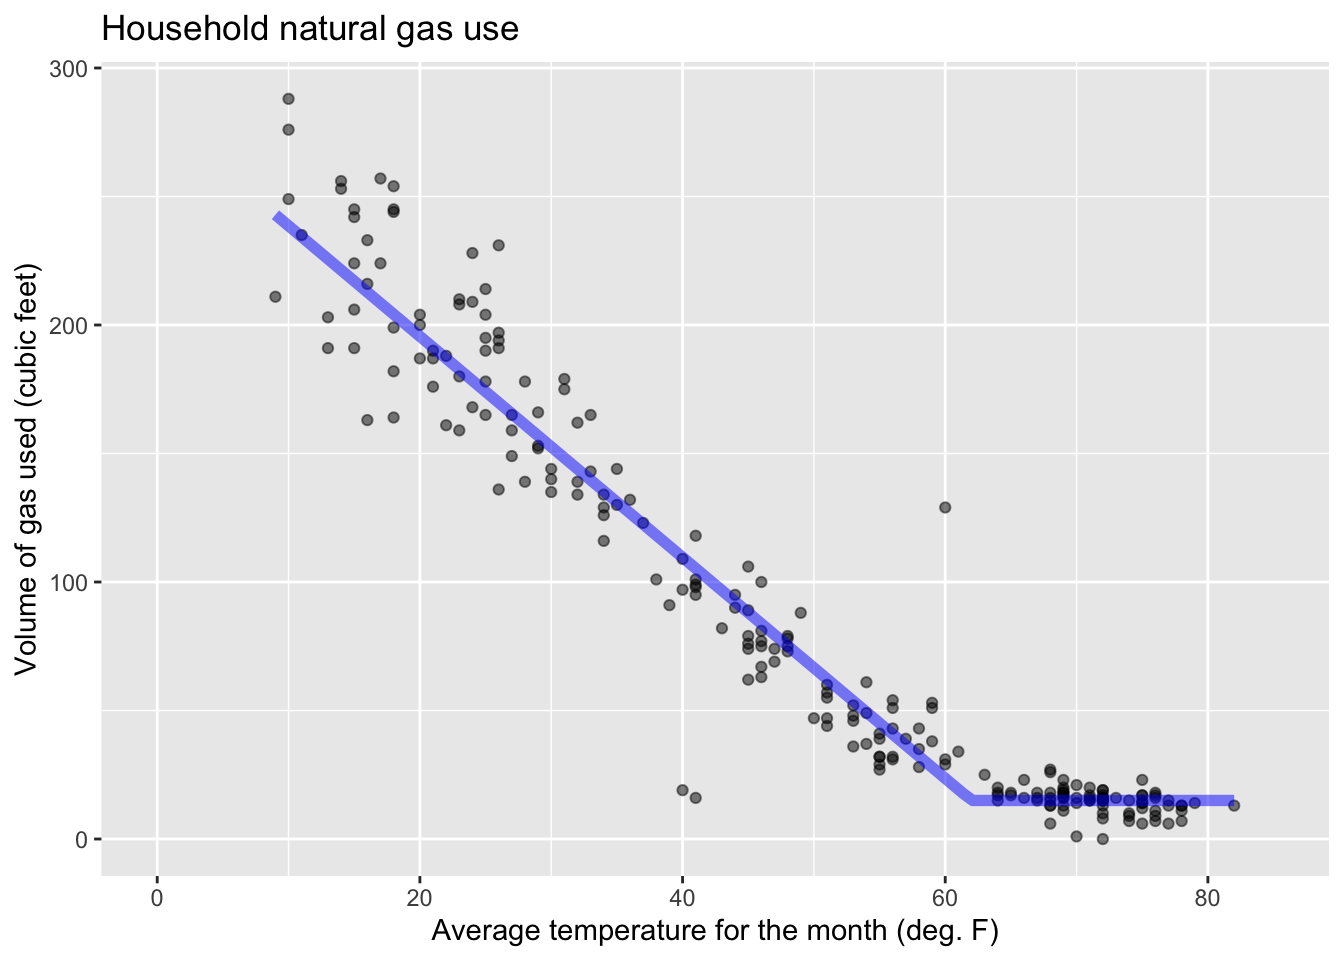 Household natural gas use
300
200
100
0
Volume of gas used (cubic feet)
0 20 40 60 80
Average temperature for the month (deg. F)